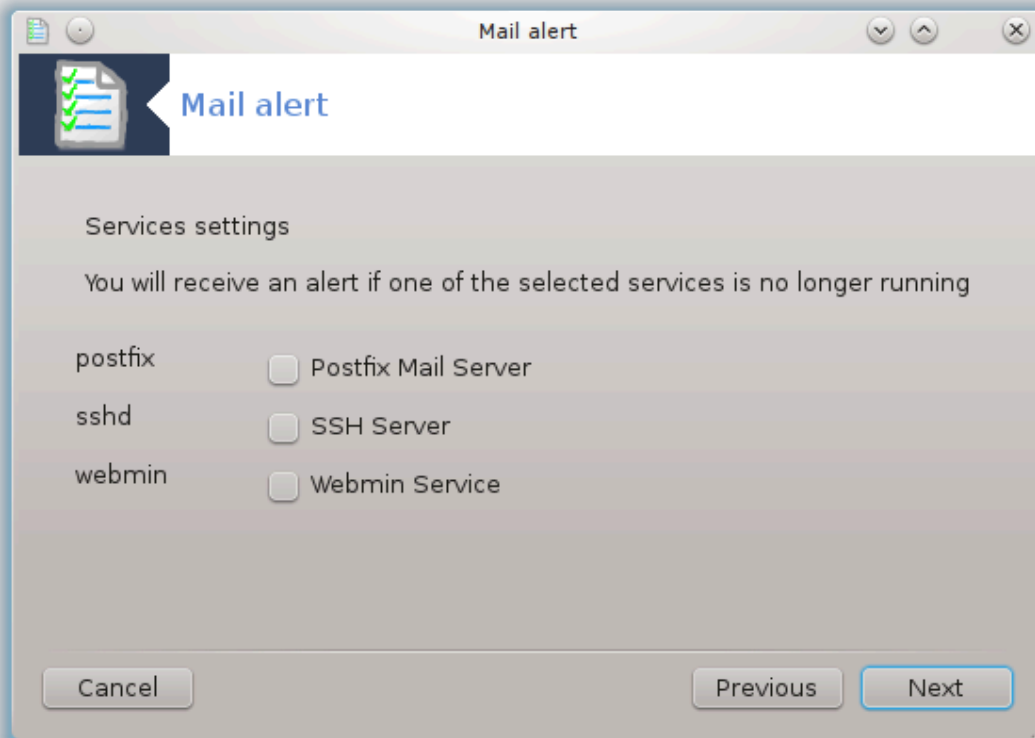 Mail alert
Mail alert
Services settings
You will receive an alert if one of the selected services is no longer running
postfix Postfix Mail Server
sshd SSH Server
webmin Webmin Service
Cancel Previous Next